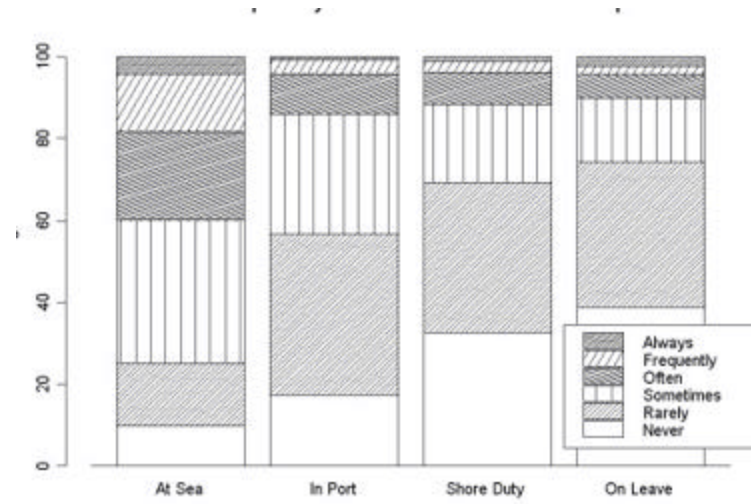 100
80
60
40
20
0
Always
Frequently
Often
Sometimes
Rarely
Never
At Sea In Port Shore Duty On Leave